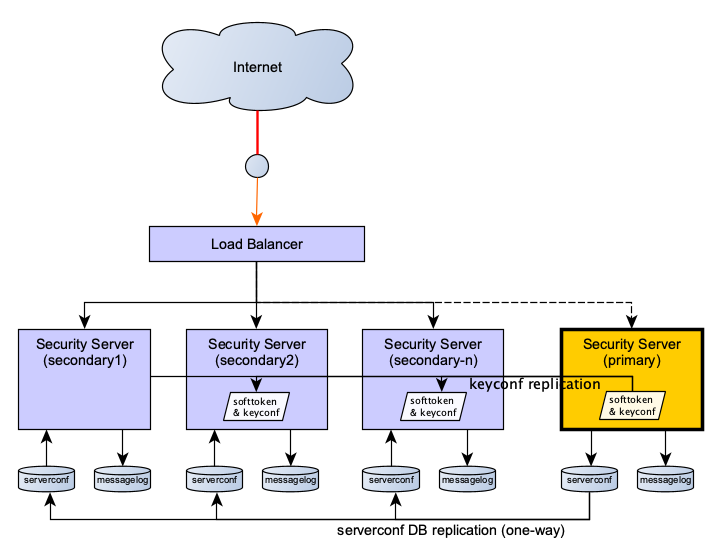 Internet
Load Balancer
Security Server
(secondary1)
Security Server
(secondary2)
Security Server
(secondary-n)
Security Server
(primary)
keyconf replication
softtoken
& keyconf
softtoken
& keyconf
softtoken
& keyconf
serverconf
messagelog
serverconf
messagelog
serverconf
messagelog
serverconf
messagelog
serverconf DB replication (one-way)